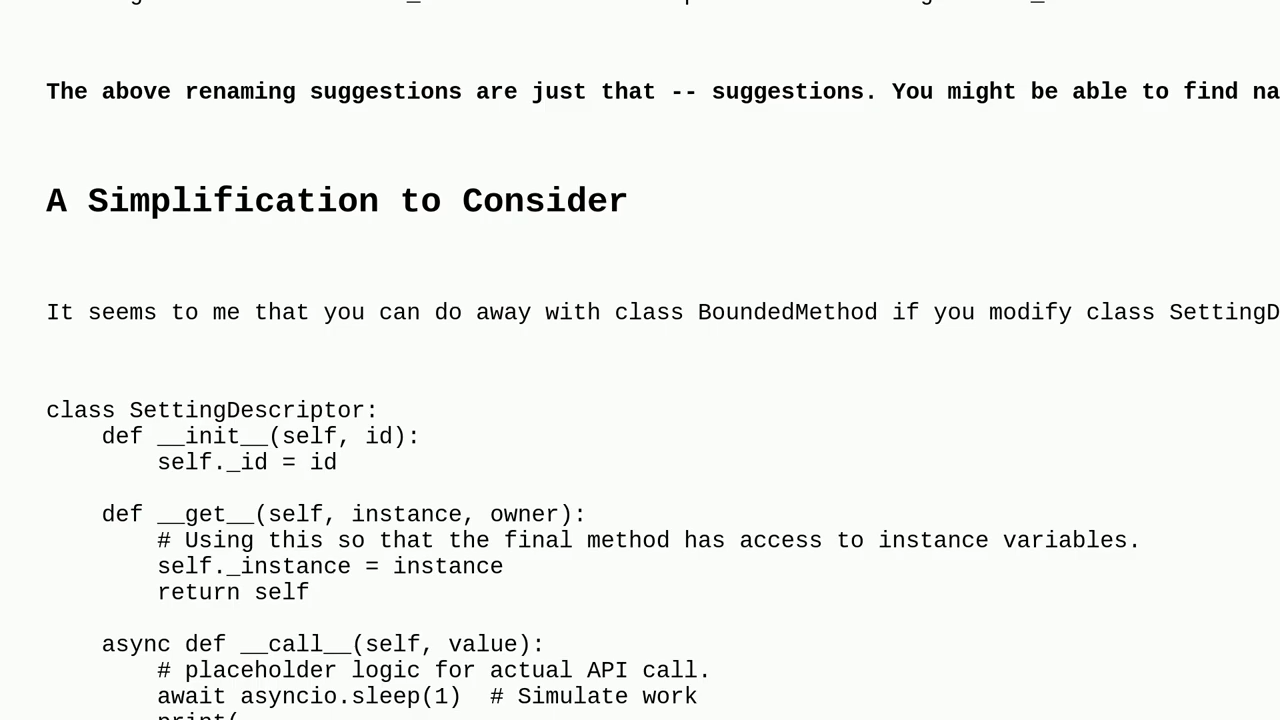 The above renaming suggestions are just that -- suggestions. You might be able to find na
A Simplification to Consider
It seems to me that you can do away with class BoundedMethod if you modify class SettingD
class SettingDescriptor:
    def __init__(self, id):
        self._id = id
    def __get__(self, instance, owner):
        # Using this so that the final method has access to instance variables.
        self._instance = instance
        return self
    async def __call__(self, value):
        # placeholder logic for actual API call.
        await asyncio.sleep(1)  # Simulate work
        print(